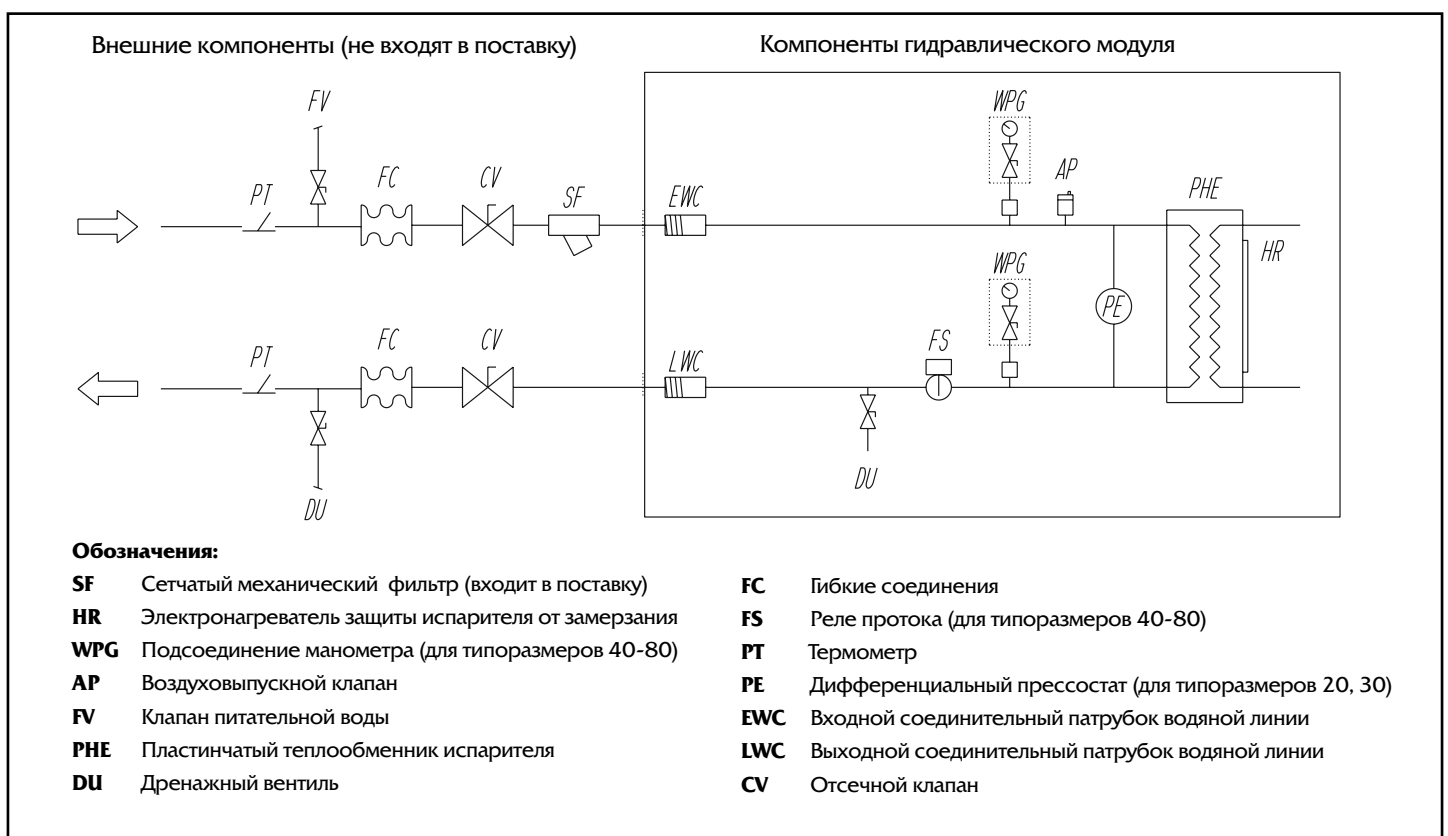 Внешние компоненты (не входят в поставку)
Компоненты гидравлического модуля
FV
WPG
PT
FC
CV
SF
EWC
AP
PHE
HR
WPG
PE
PT
FC
CV
LWC
FS
DU
DU
Обозначения:
SF Сетчатый механический фильтр (входит в поставку)
HR Электронагреватель защиты испарителя от замерзания
WPG Подсоединение манометра (для типоразмеров 40-80)
AP Воздуховыпускной клапан
FV Клапан питательной воды
PHE Пластинчатый теплообменник испарителя
DU Дренажный вентиль
FC Гибкие соединения
FS Реле протока (для типоразмеров 40-80)
PT Термометр
PE Дифференциальный прессостат (для типоразмеров 20, 30)
EWC Входной соединительный патрубок водяной линии
LWC Выходной соединительный патрубок водяной линии
CV Отсечной клапан